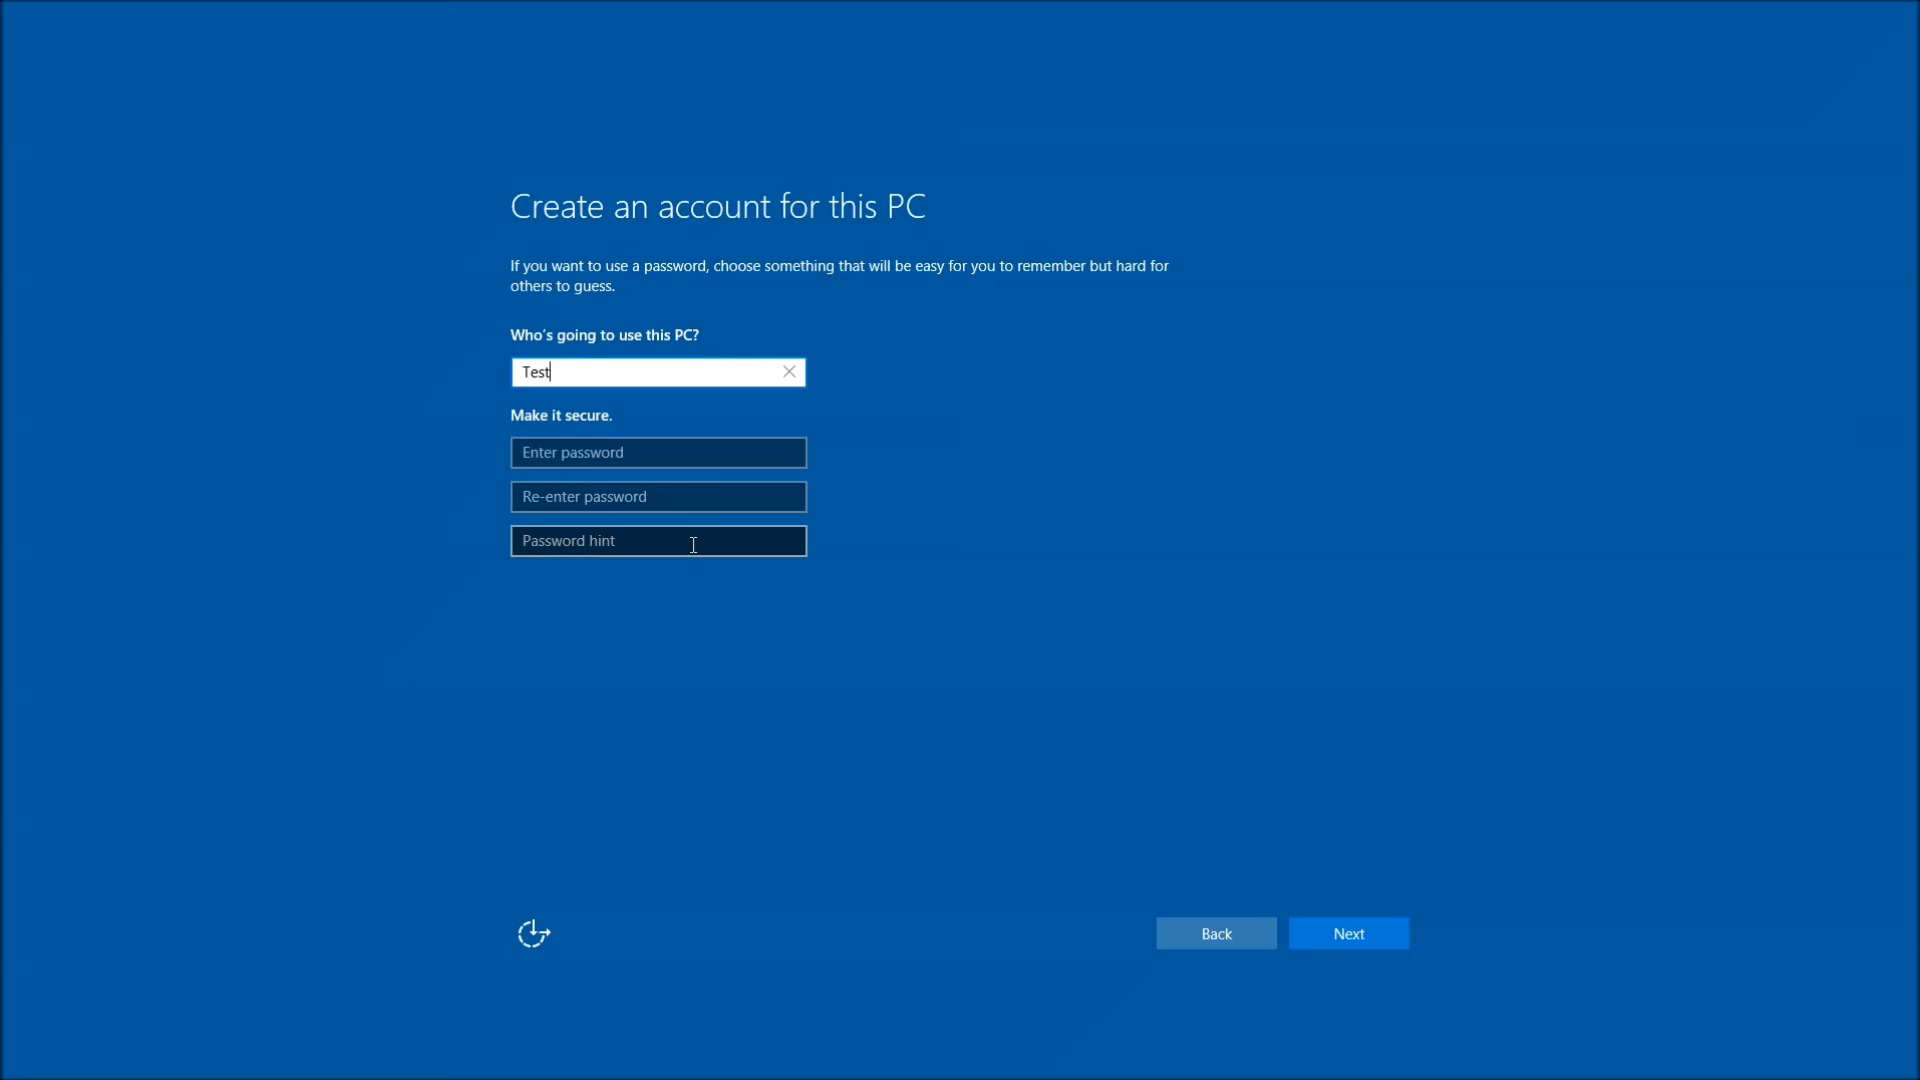 Create an account for this PC
If you want to use a password, choose something that will be easy for you to remember but hard for
others to guess.
Who's going to use this PC?
Test
Make it secure.
Enter password
Re-enter password
Password hint
Back
Next